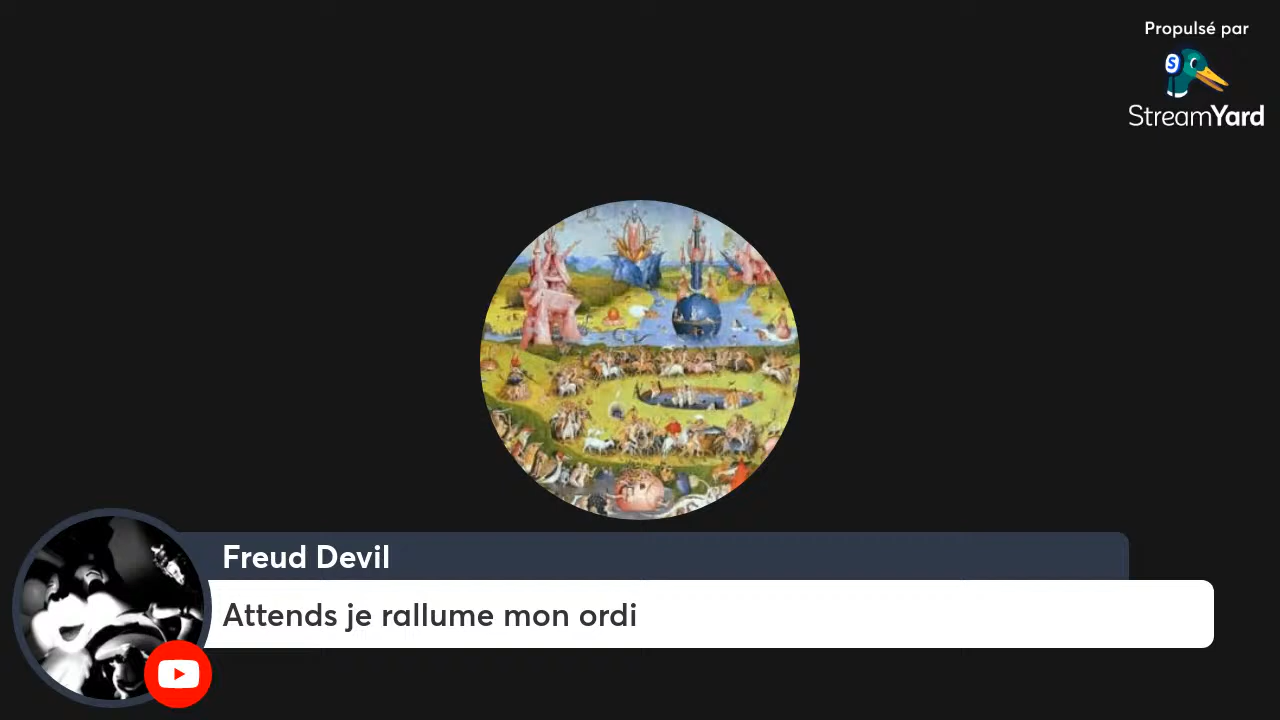 Propulsé par
S
StreamYard
Freud Devil
Attends je rallume mon ordi